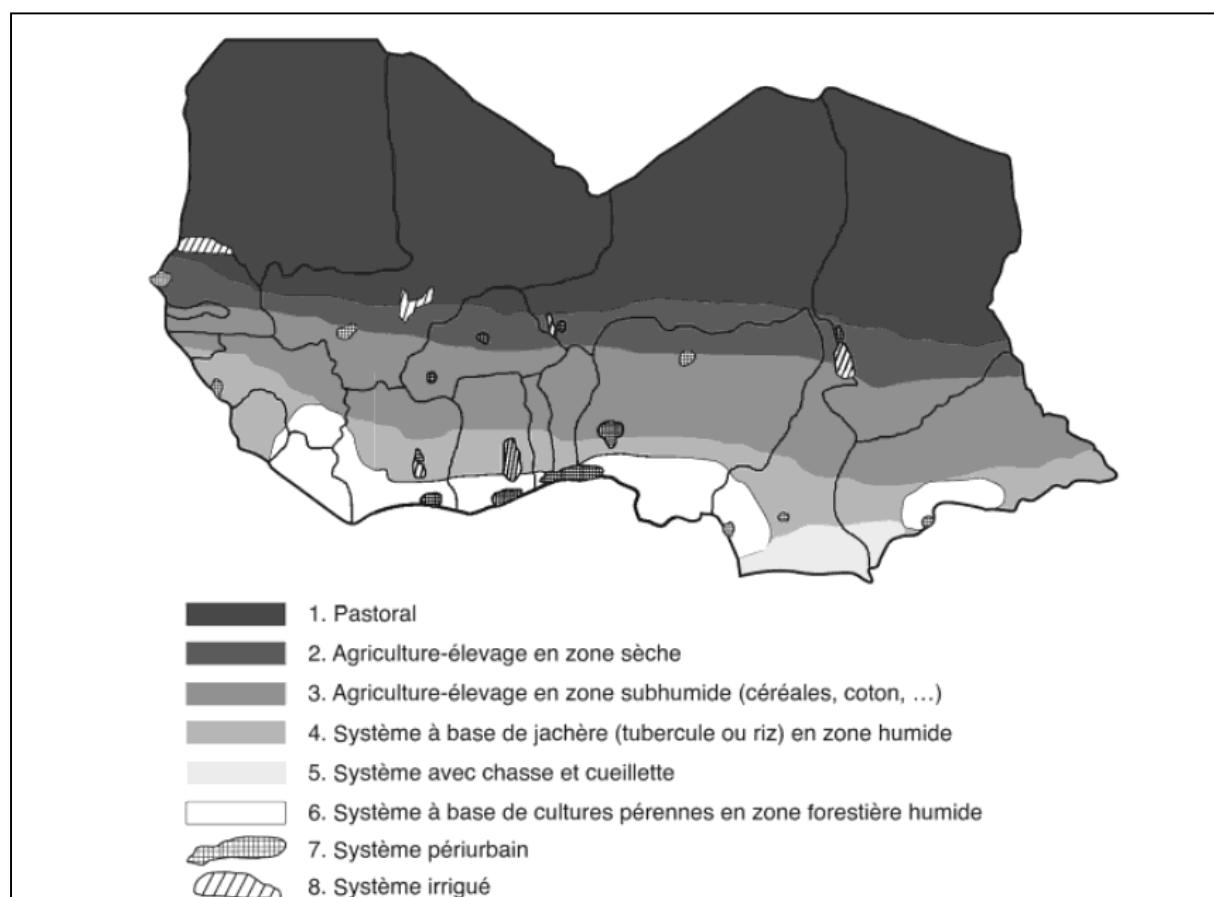 1. Pastoral
2. Agriculture-élevage en zone sèche
3. Agriculture-élevage en zone subhumide (céréales, coton, ...)
4. Système à base de jachère (tubercule ou riz) en zone humide
5. Système avec chasse et cueillette
6. Système à base de cultures pérennes en zone forestière humide
7. Système périurbain
8. Système irrigué